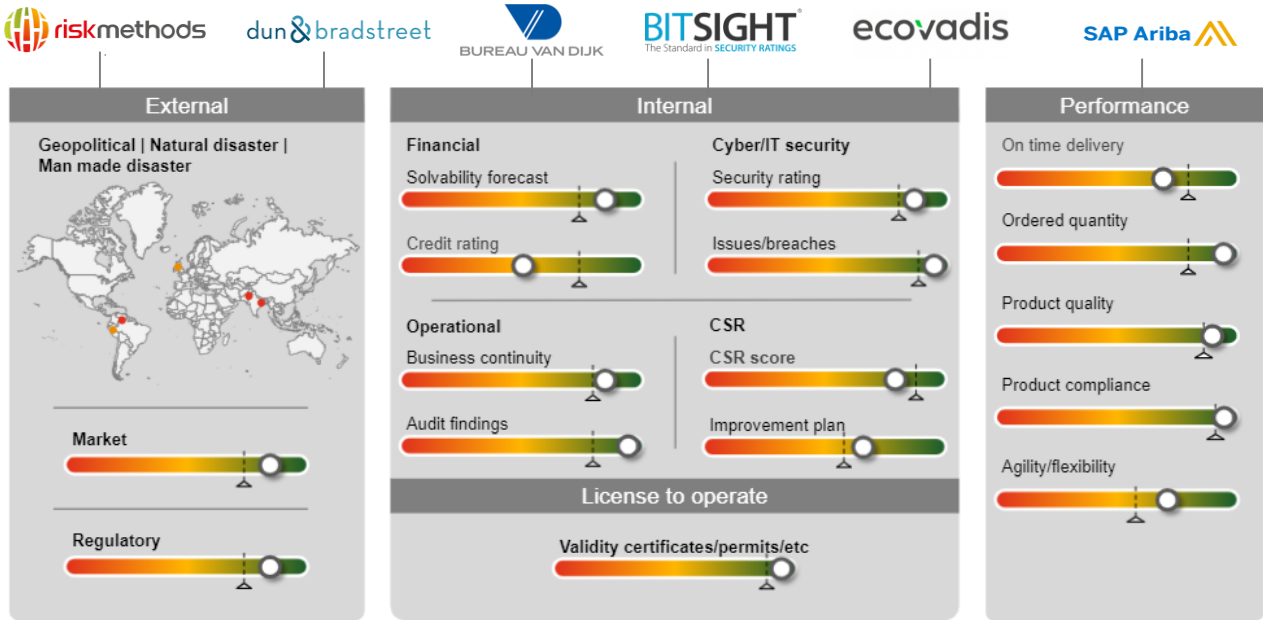 riskmethods
dun & bradstreet
BUREAU VAN DIJK
BITSIGHT®
The Standard in SECURITY RATINGS
ecovadis
SAP Ariba
External
Geopolitical | Natural disaster |
Man made disaster
Market
Regulatory
Internal
Financial
Solvability forecast
Credit rating
Cyber/IT security
Security rating
Issues/breaches
Operational
Business continuity
Audit findings
CSR
CSR score
Improvement plan
License to operate
Validity certificates/permits/etc
Performance
On time delivery
Ordered quantity
Product quality
Product compliance
Agility/flexibility